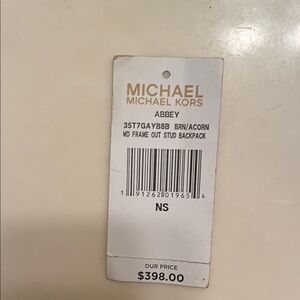 MICHAEL
MICHAEL KORS
ABBEY
35T7GAYB8B BRN/ACORN
MD FRAME OUT STUD BACKPACK
1 91262 01965 4
NS
OUR PRICE
$398.00